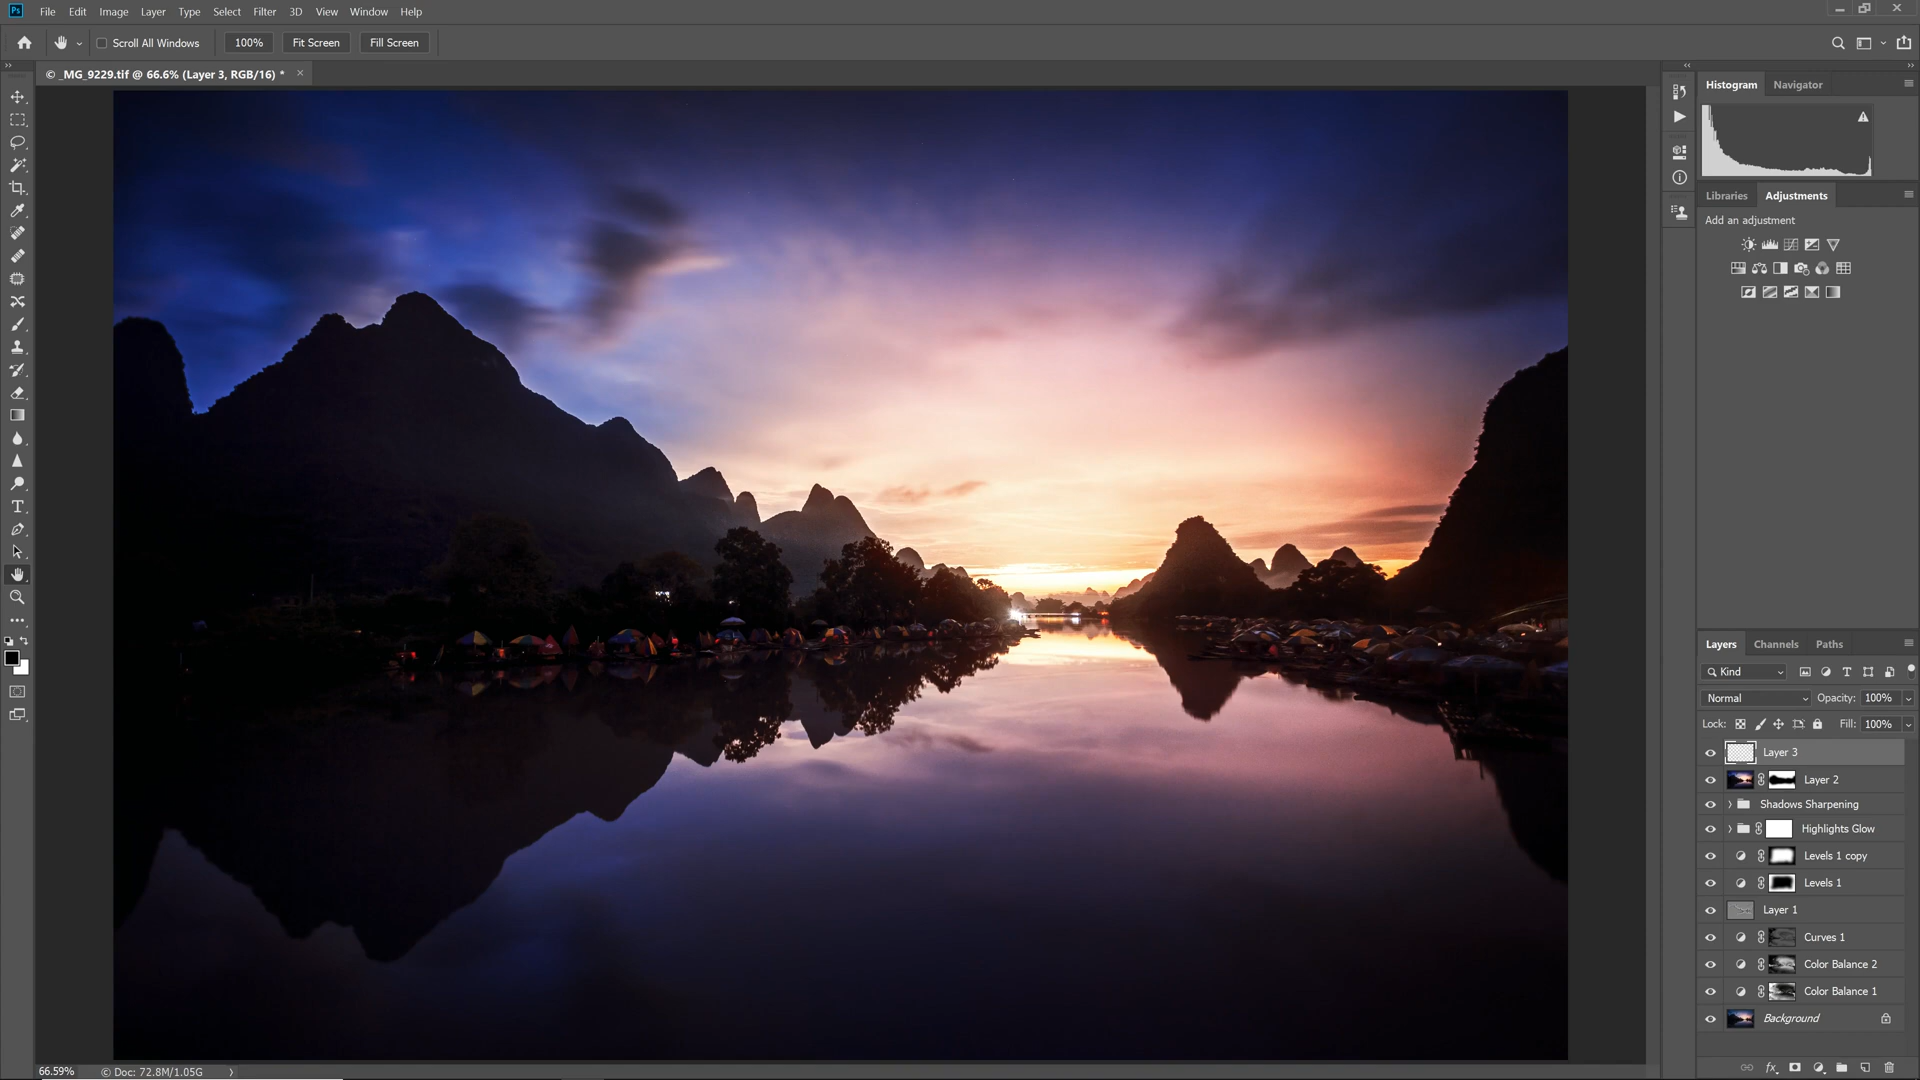 Ps File Edit Image Layer Type Select Filter 3D View Window Help
Scroll All Windows 100% Fit Screen Fill Screen
© _MG_9229.tif @ 66.6% (Layer 3, RGB/16) *
Histogram Navigator
Libraries Adjustments
Add an adjustment
Layers Channels Paths
Kind
Normal Opacity: 100%
Lock: Fill: 100%
Layer 3
Layer 2
Shadows Sharpening
Highlights Glow
Levels 1 copy
Levels 1
Layer 1
Curves 1
Color Balance 2
Color Balance 1
Background
66.59% © Doc: 72.8M/1.05G